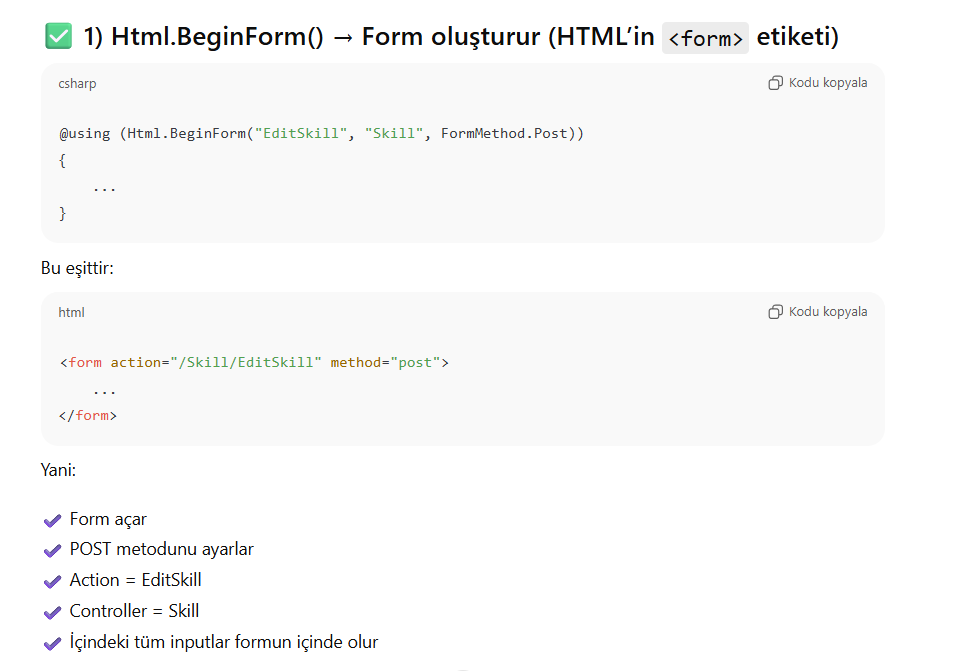 ✅ 1) Html.BeginForm() → Form oluşturur (HTML’in <form> etiketi)
csharp
Kodu kopyala
@using (Html.BeginForm("EditSkill", "Skill", FormMethod.Post))
{
    ...
}
Bu eşittir:
html
Kodu kopyala
<form action="/Skill/EditSkill" method="post">
    ...
</form>
Yani:
✔ Form açar
✔ POST metodunu ayarlar
✔ Action = EditSkill
✔ Controller = Skill
✔ İçindeki tüm inputlar formun içinde olur